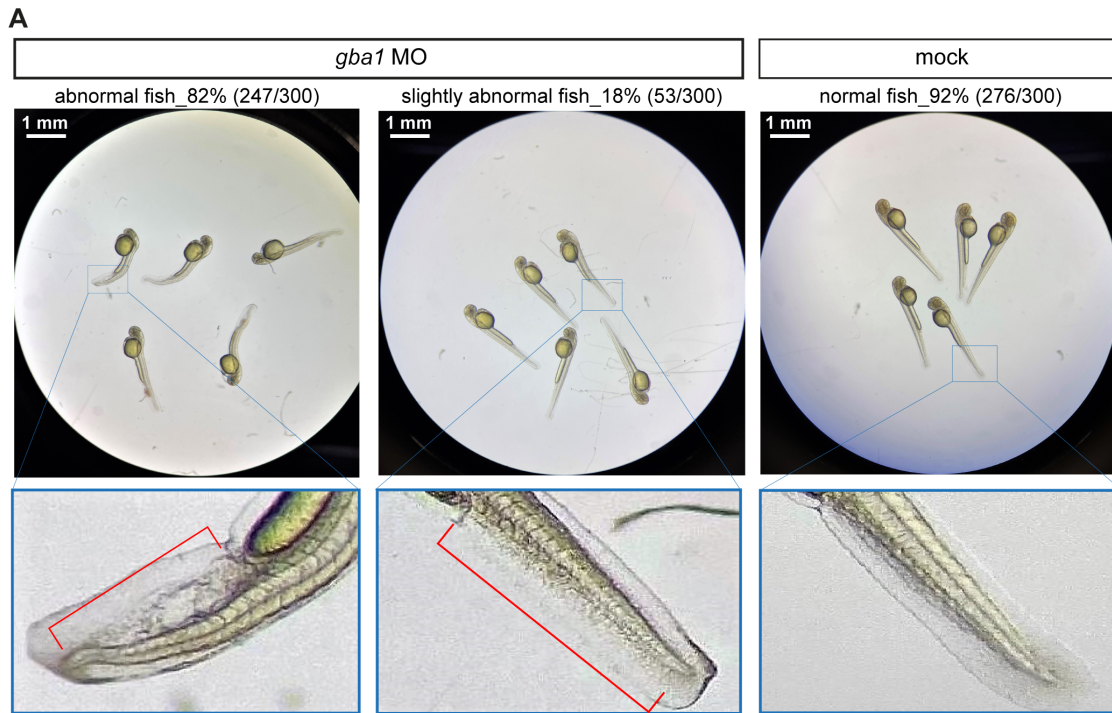 A
gba1 MO
mock
abnormal fish_82% (247/300)
slightly abnormal fish_18% (53/300)
normal fish_92% (276/300)
1 mm
1 mm
1 mm